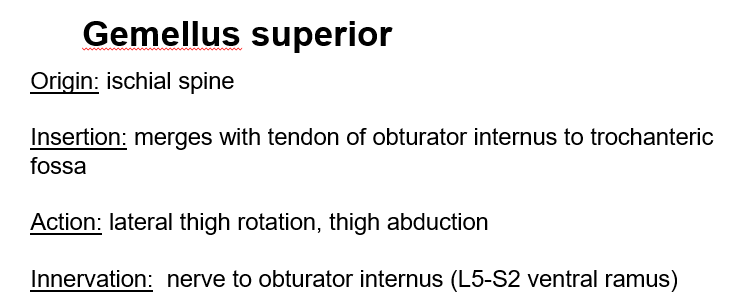 Gemellus superior
Origin: ischial spine
Insertion: merges with tendon of obturator internus to trochanteric
fossa
Action: lateral thigh rotation, thigh abduction
Innervation:  nerve to obturator internus (L5-S2 ventral ramus)